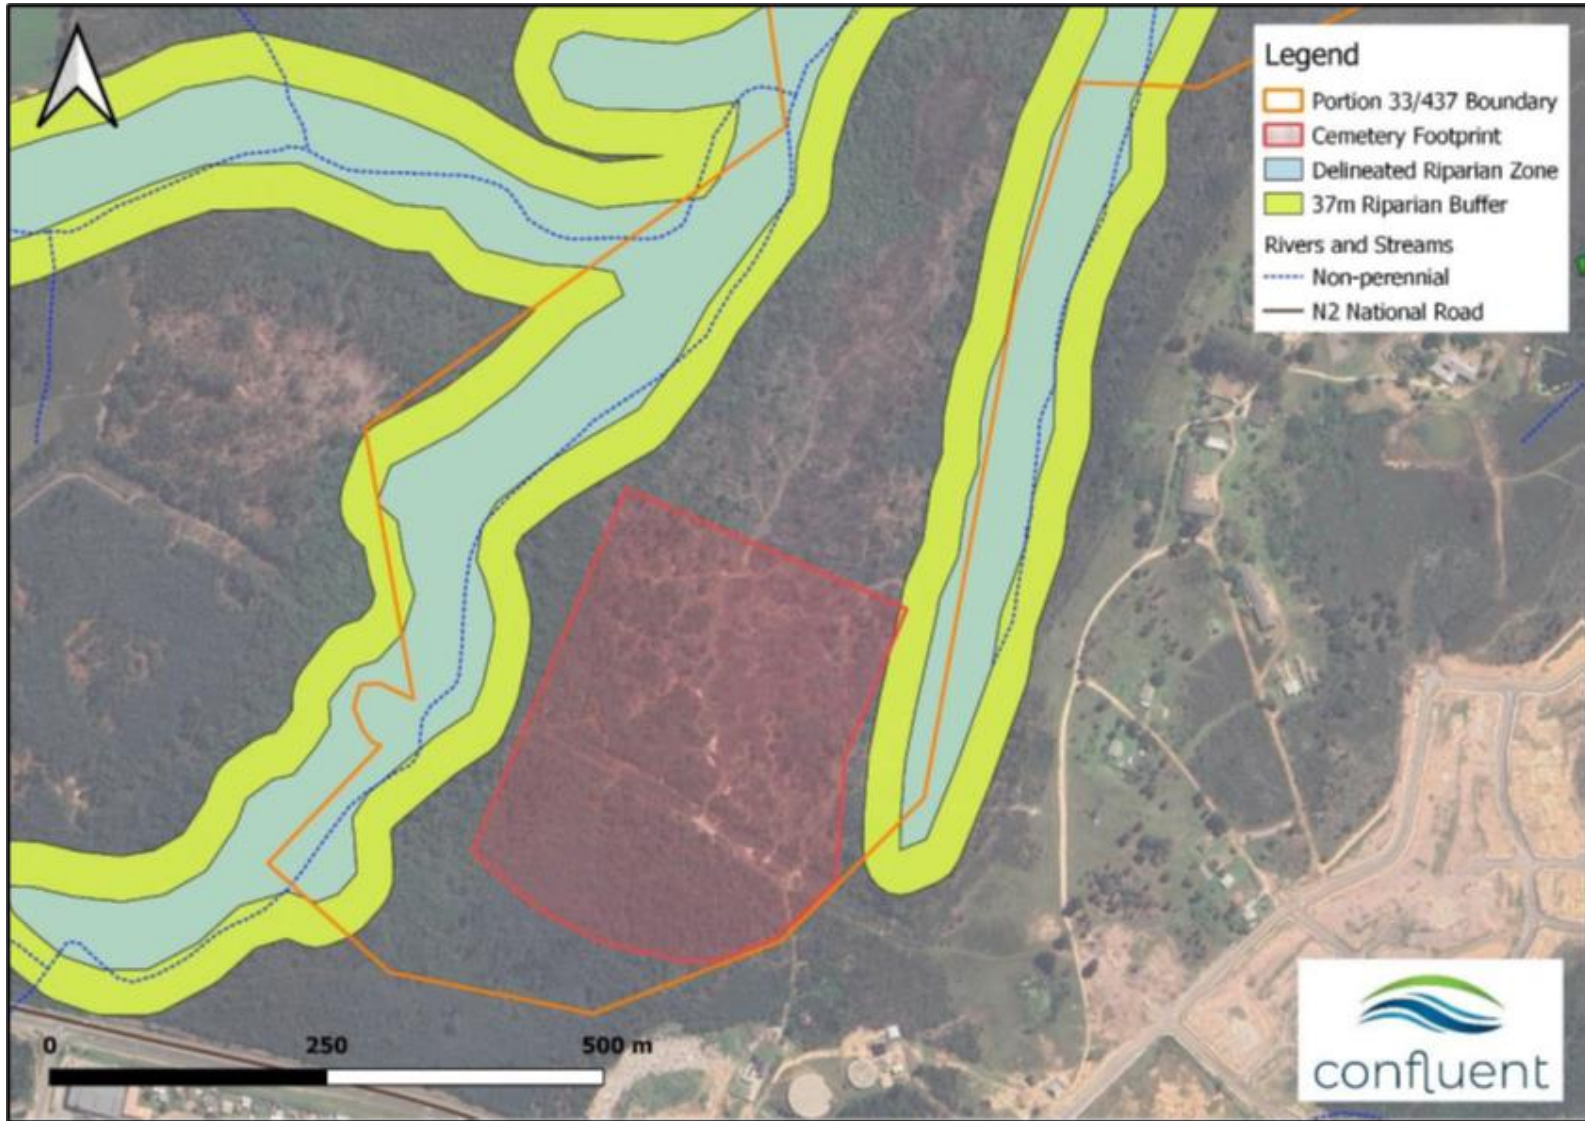 Legend
Portion 33/437 Boundary
Cemetery Footprint
Delineated Riparian Zone
37m Riparian Buffer
Rivers and Streams
Non-perennial
N2 National Road
0 250 500 m
confluent